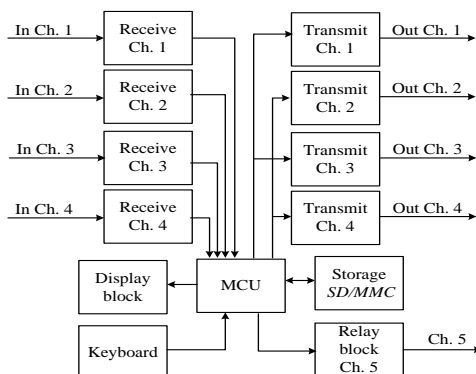 In Ch. 1
Receive
Ch. 1
Transmit
Ch. 1
Out Ch. 1
In Ch. 2
Receive
Ch. 2
Transmit
Ch. 2
Out Ch. 2
In Ch. 3
Receive
Ch. 3
Transmit
Ch. 3
Out Ch. 3
In Ch. 4
Receive
Ch. 4
Transmit
Ch. 4
Out Ch. 4
Display
block
MCU
Storage
SD/MMC
Keyboard
Relay
block
Ch. 5
Ch. 5